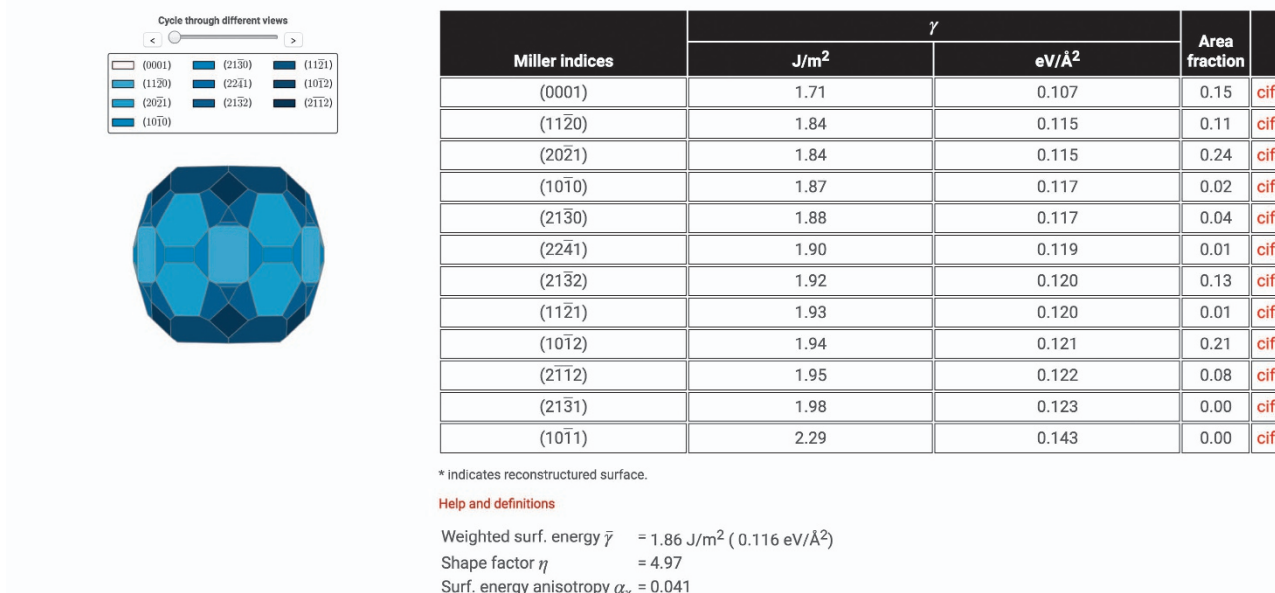 Cycle through different views
< >
(0001) (21̅3̅0) (112̅1)
(112̅0) (224̅1) (101̅2)
(202̅1) (213̅2) (21̅1̅2)
(101̅0)
Miller indices γ Area fraction
J/m² eV/Å²
(0001) 1.71 0.107 0.15 cif
(112̅0) 1.84 0.115 0.11 cif
(202̅1) 1.84 0.115 0.24 cif
(101̅0) 1.87 0.117 0.02 cif
(213̅0) 1.88 0.117 0.04 cif
(224̅1) 1.90 0.119 0.01 cif
(213̅2) 1.92 0.120 0.13 cif
(112̅1) 1.93 0.120 0.01 cif
(101̅2) 1.94 0.121 0.21 cif
(21̅1̅2) 1.95 0.122 0.08 cif
(213̅1) 1.98 0.123 0.00 cif
(101̅1) 2.29 0.143 0.00 cif
* indicates reconstructured surface.
Help and definitions
Weighted surf. energy γ̅ = 1.86 J/m² ( 0.116 eV/Å²)
Shape factor η = 4.97
Surf. energy anisotropy αᵧ = 0.041